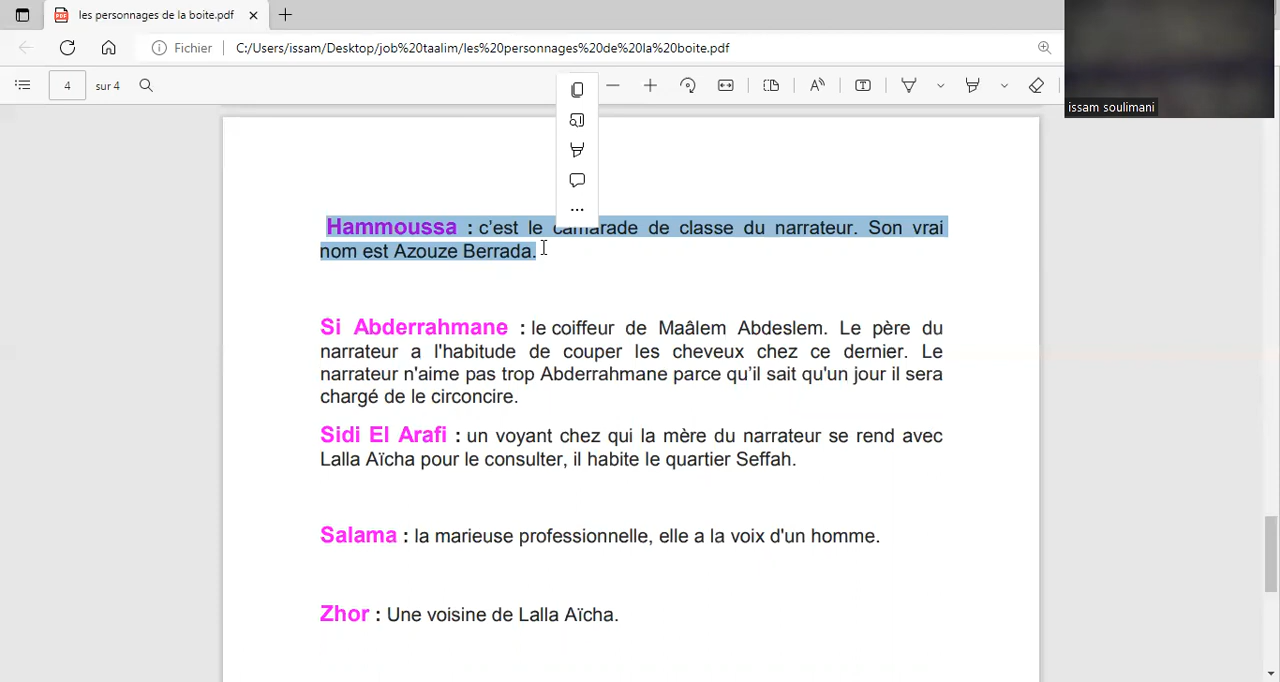 les personnages de la boite.pdf
Fichier C:/Users/issam/Desktop/job%20taalim/les%20personnages%20de%20la%20boite.pdf
4 sur 4
issam soulimani
Hammoussa : c'est le camarade de classe du narrateur. Son vrai
nom est Azouze Berrada.
Si Abderrahmane : le coiffeur de Maâlem Abdeslem. Le père du
narrateur a l'habitude de couper les cheveux chez ce dernier. Le
narrateur n'aime pas trop Abderrahmane parce qu'il sait qu'un jour il sera
chargé de le circoncire.
Sidi El Arafi : un voyant chez qui la mère du narrateur se rend avec
Lalla Aïcha pour le consulter, il habite le quartier Seffah.
Salama : la marieuse professionnelle, elle a la voix d'un homme.
Zhor : Une voisine de Lalla Aïcha.